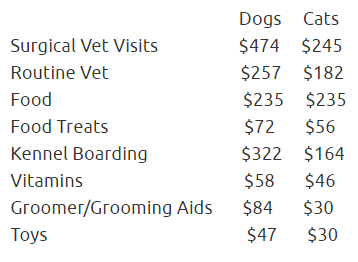 Dogs Cats
Surgical Vet Visits $474 $245
Routine Vet $257 $182
Food $235 $235
Food Treats $72 $56
Kennel Boarding $322 $164
Vitamins $58 $46
Groomer/Grooming Aids $84 $30
Toys $47 $30